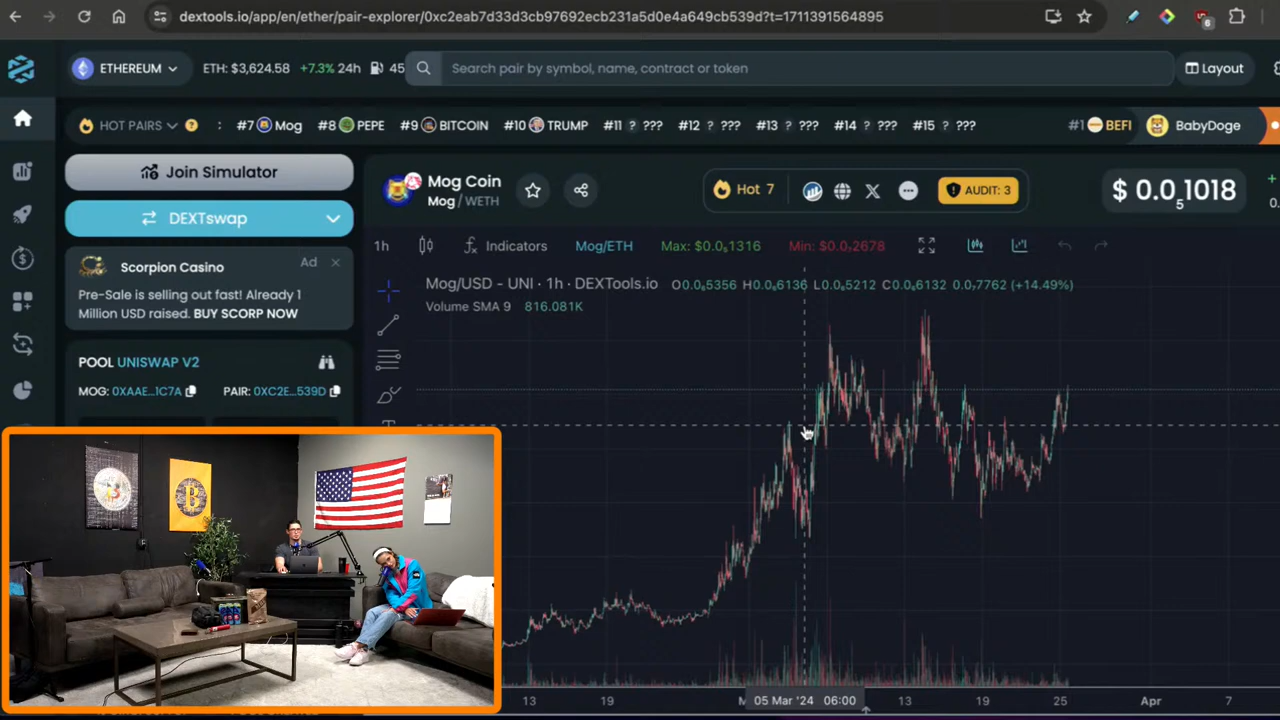 dextools.io/app/en/ether/pair-explorer/0xc2eab7d33d3cb97692ecb231a5d0e4a649cb539d?t=1711391564895
6
ETHEREUM
ETH: $3,624.58 +7.3% 24h 45
Search pair by symbol, name, contract or token
Layout
HOT PAIRS ? : #7 Mog #8 PEPE #9 BITCOIN #10 TRUMP #11 ? ??? #12 ? ??? #13 ? ??? #14 ? ??? #15 ? ??? #1 BEFI BabyDoge
Join Simulator
DEXTswap
Scorpion Casino Ad
Pre-Sale is selling out fast! Already 1
Million USD raised. BUY SCORP NOW
POOL UNISWAP V2
MOG: 0XAAE...1C7A PAIR: 0XC2E...539D
Mog Coin
Mog / WETH
Hot 7
AUDIT: 3
$ 0.0₅1018
1h Indicators Mog/ETH Max: $0.0₅1316 Min: $0.0₇2678
Mog/USD - UNI · 1h · DEXTools.io O0.0₆5356 H0.0₆6136 L0.0₆5212 C0.0₆6132 0.0₇7762 (+14.49%)
Volume SMA 9 816.081K
13 19 05 Mar '24 06:00 13 19 25 Apr 7